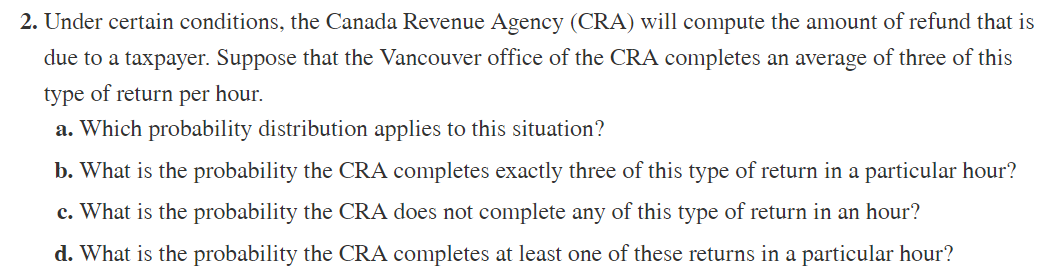 2. Under certain conditions, the Canada Revenue Agency (CRA) will compute the amount of refund that is
due to a taxpayer. Suppose that the Vancouver office of the CRA completes an average of three of this
type of return per hour.
a. Which probability distribution applies to this situation?
b. What is the probability the CRA completes exactly three of this type of return in a particular hour?
c. What is the probability the CRA does not complete any of this type of return in an hour?
d. What is the probability the CRA completes at least one of these returns in a particular hour?